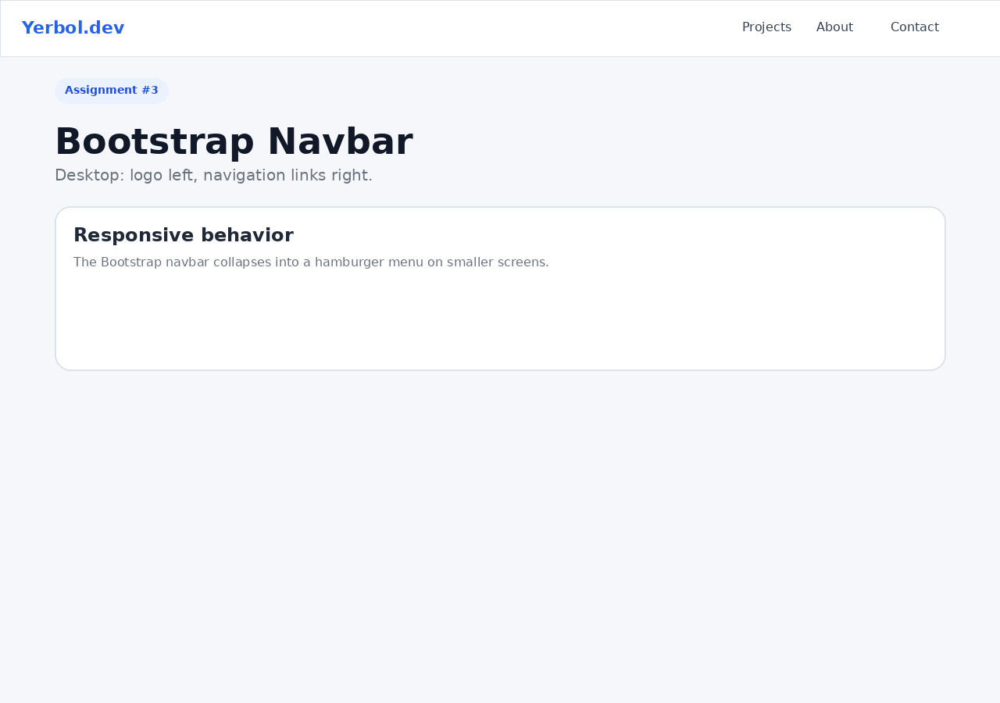 Yerbol.dev
Projects About Contact
Assignment #3
Bootstrap Navbar
Desktop: logo left, navigation links right.
Responsive behavior
The Bootstrap navbar collapses into a hamburger menu on smaller screens.